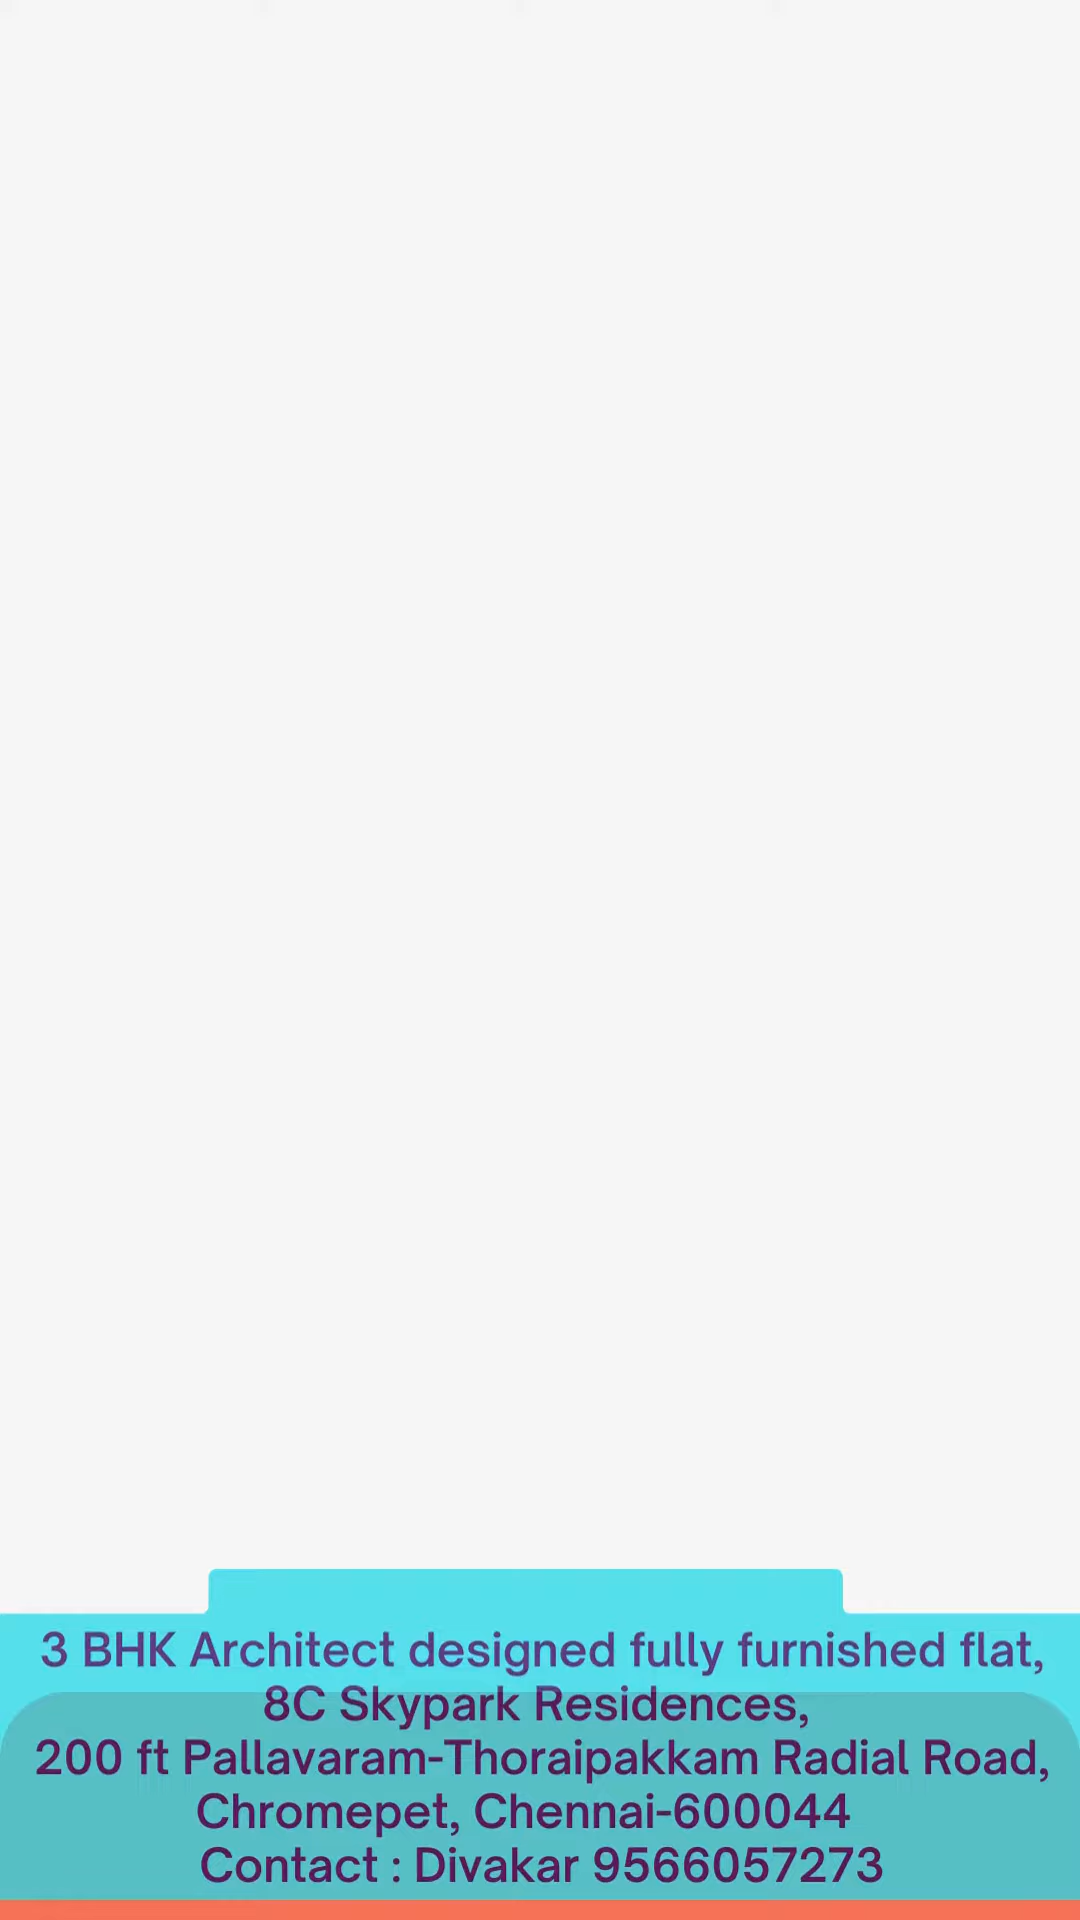 3 BHK Architect designed fully furnished flat,
8C Skypark Residences,
200 ft Pallavaram-Thoraipakkam Radial Road,
Chromepet, Chennai-600044
Contact : Divakar 9566057273